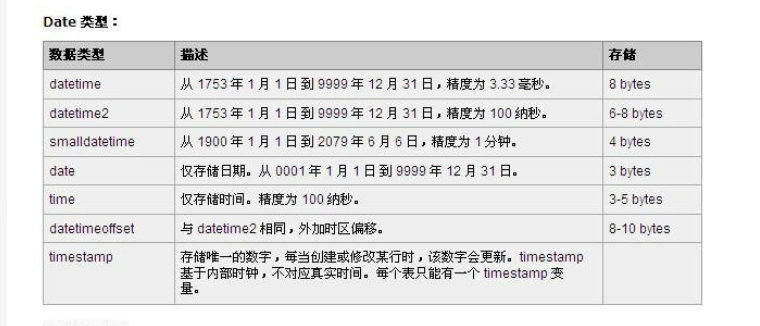 Date 类型：
数据类型 描述 存储
datetime 从 1753 年 1 月 1 日到 9999 年 12 月 31 日，精度为 3.33 毫秒。 8 bytes
datetime2 从 1753 年 1 月 1 日到 9999 年 12 月 31 日，精度为 100 纳秒。 6-8 bytes
smalldatetime 从 1900 年 1 月 1 日到 2079 年 6 月 6 日，精度为 1 分钟。 4 bytes
date 仅存储日期。从 0001 年 1 月 1 日到 9999 年 12 月 31 日。 3 bytes
time 仅存储时间。精度为 100 纳秒。 3-5 bytes
datetimeoffset 与 datetime2 相同，外加时区偏移。 8-10 bytes
timestamp 存储唯一的数字，每当创建或修改某行时，该数字会更新。timestamp
基于内部时钟，不对应真实时间。每个表只能有一个 timestamp 变
量。